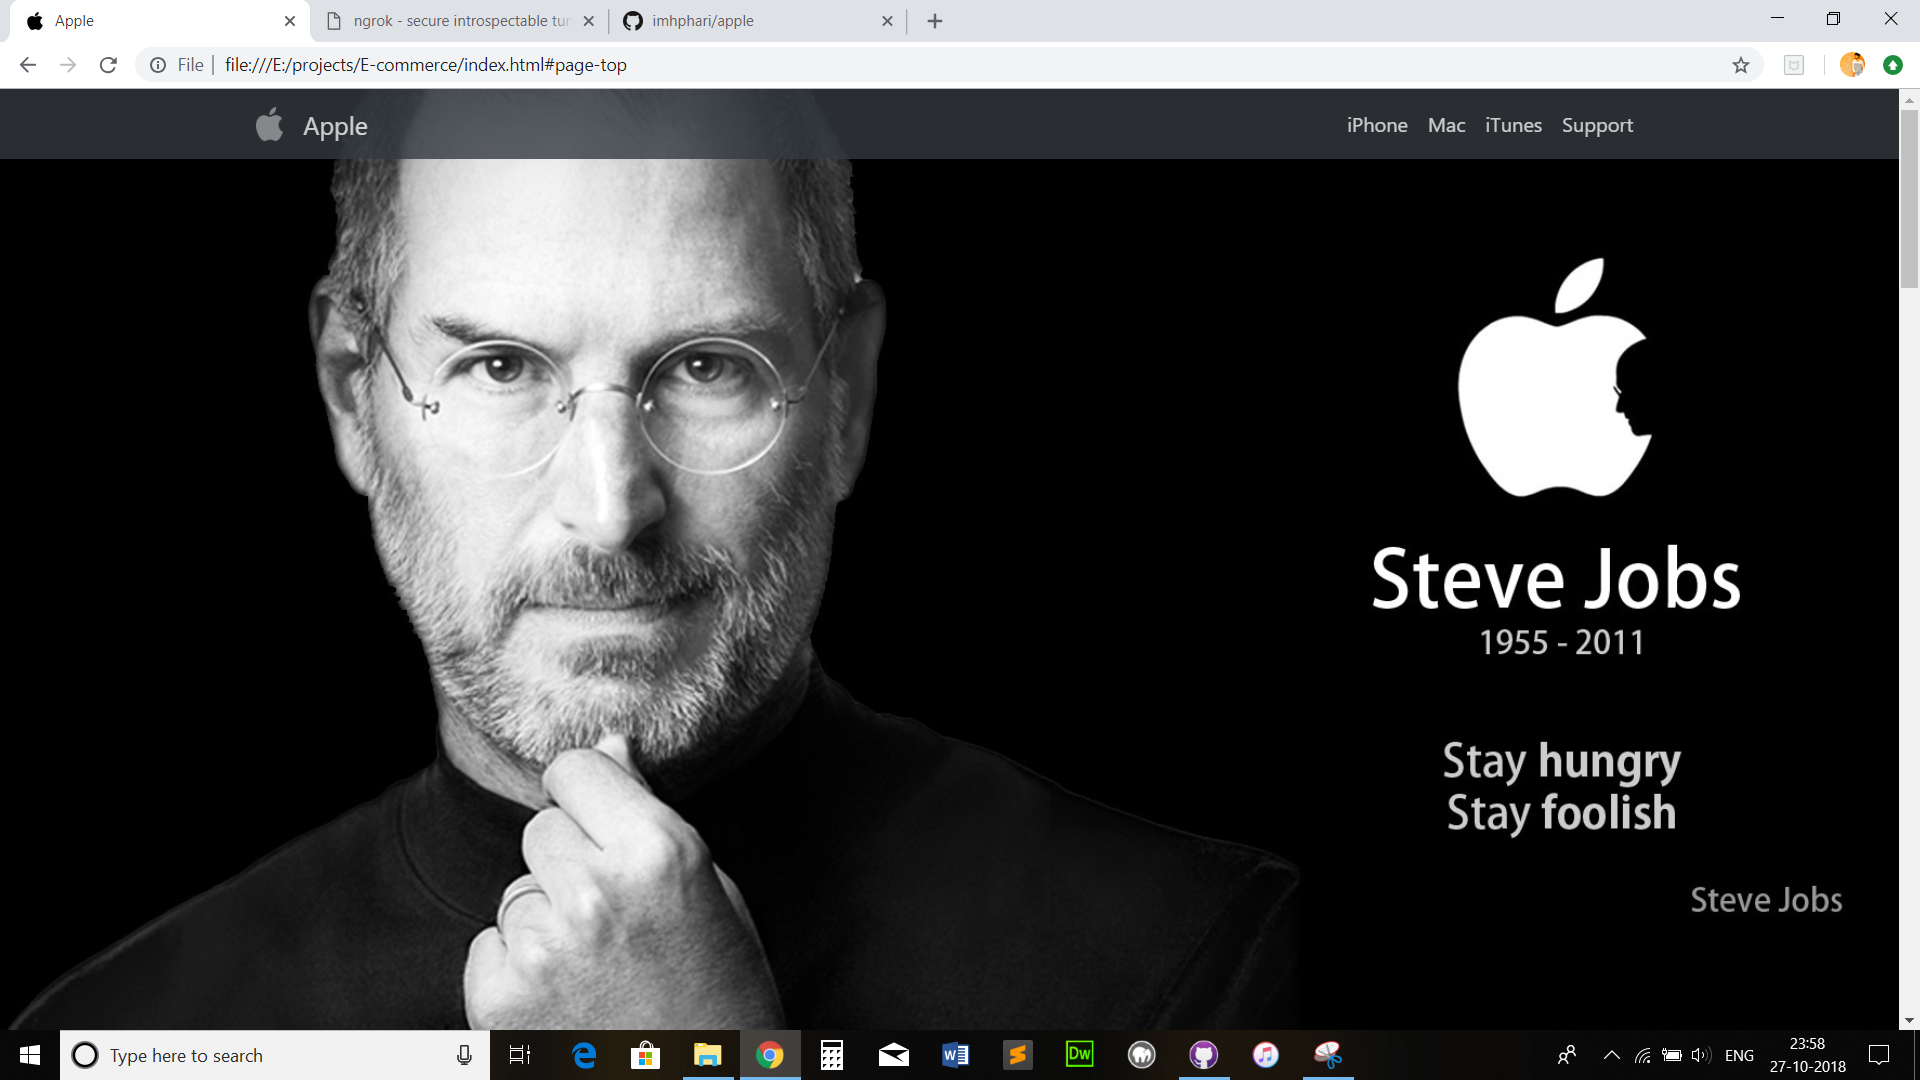 Apple
ngrok - secure introspectable tun
imhphari/apple
File
file:///E:/projects/E-commerce/index.html#page-top
Apple
iPhone Mac iTunes Support
Steve Jobs
1955 - 2011
Stay hungry
Stay foolish
Steve Jobs
Type here to search
W
Dw
ENG
23:58
27-10-2018